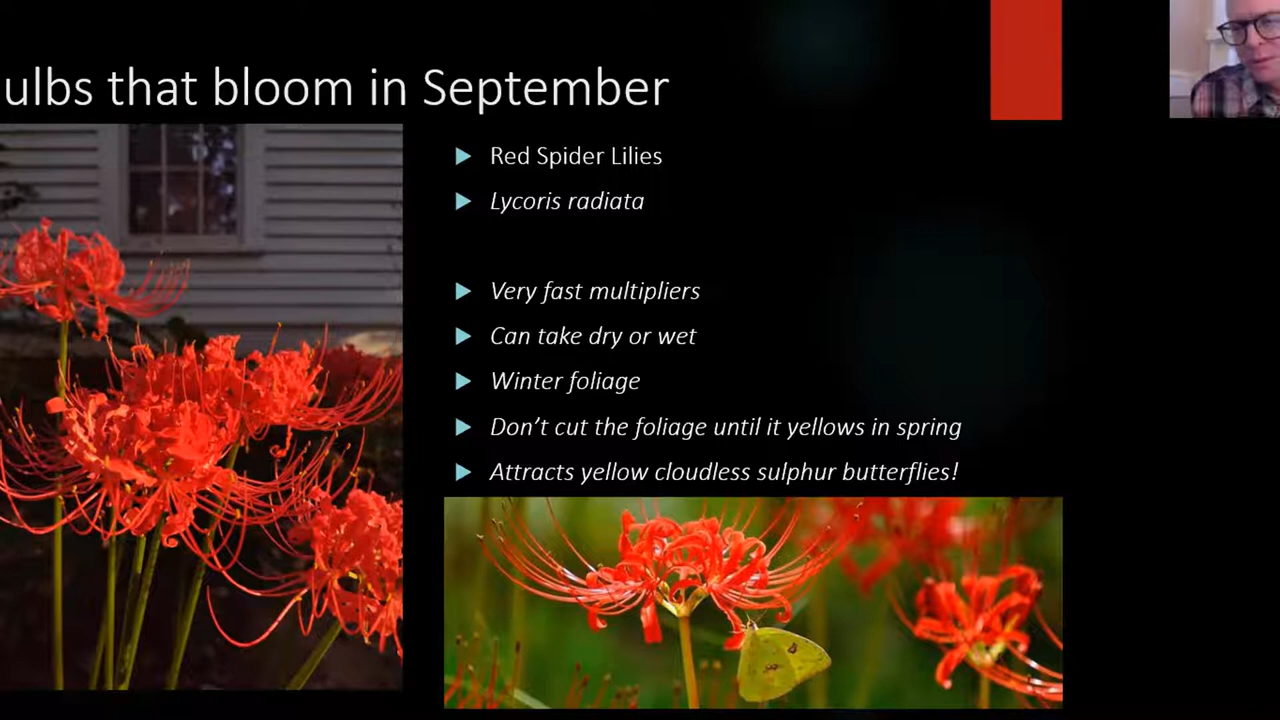 ulbs that bloom in September
Red Spider Lilies
Lycoris radiata
Very fast multipliers
Can take dry or wet
Winter foliage
Don't cut the foliage until it yellows in spring
Attracts yellow cloudless sulphur butterflies!